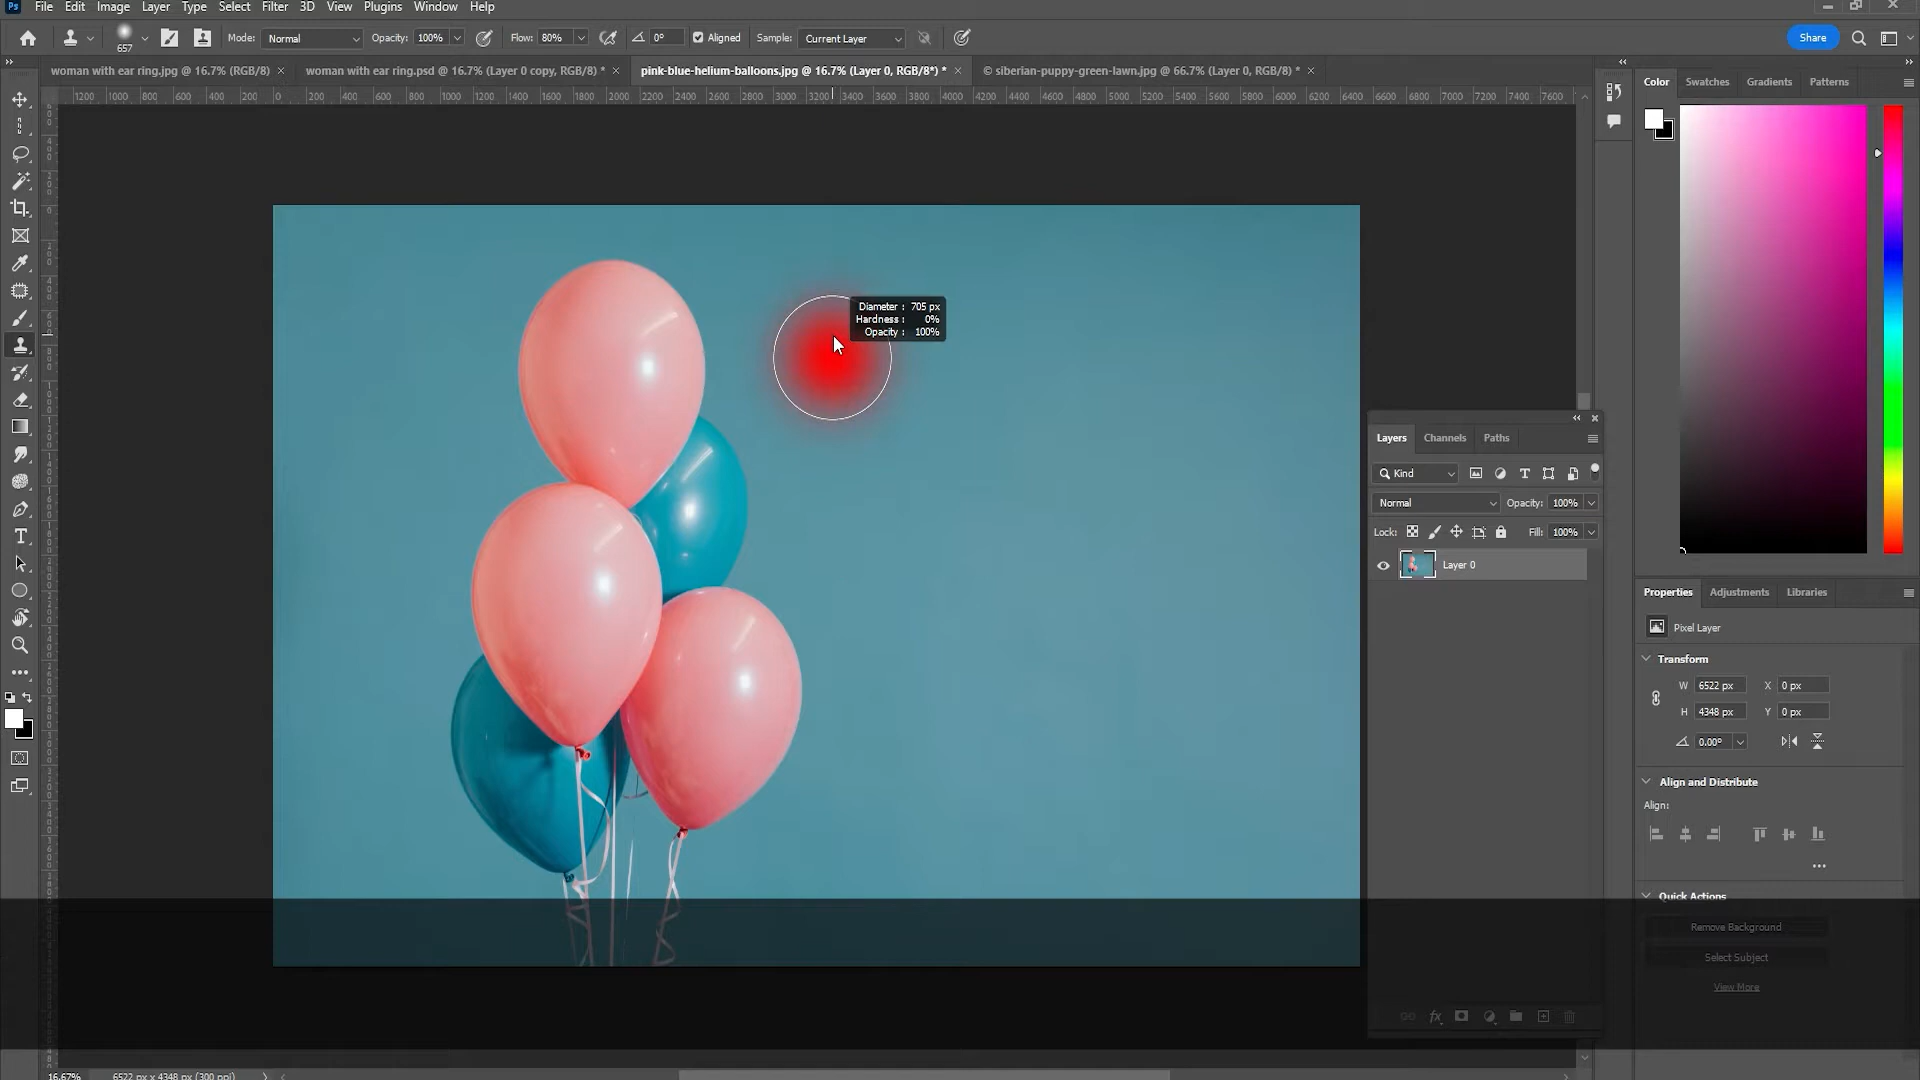 Ps File Edit Image Layer Type Select Filter 3D View Plugins Window Help
657 Mode: Normal Opacity: 100% Flow: 80% 0° Aligned Sample: Current Layer Share
woman with ear ring.jpg @ 16.7% (RGB/8) × woman with ear ring.psd @ 16.7% (Layer 0 copy, RGB/8) * × pink-blue-helium-balloons.jpg @ 16.7% (Layer 0, RGB/8*) * × © siberian-puppy-green-lawn.jpg @ 66.7% (Layer 0, RGB/8) * ×
1200 1000 800 600 400 200 0 200 400 600 800 1000 1200 1400 1600 1800 2000 2200 2400 2600 2800 3000 3200 3400 3600 3800 4000 4200 4400 4600 4800 5000 5200 5400 5600 5800 6000 6200 6400 6600 6800 7000 7200 7400 7600
Color Swatches Gradients Patterns
Diameter : 705 px
Hardness : 0%
Opacity : 100%
Layers Channels Paths
Kind
Normal Opacity: 100%
Lock: Fill: 100%
Layer 0
Properties Adjustments Libraries
Pixel Layer
Transform
W 6522 px X 0 px
H 4348 px Y 0 px
0.00°
Align and Distribute
Align:
Quick Actions
Remove Background
Select Subject
View More
16.67% 6522 px x 4348 px (300 ppi)